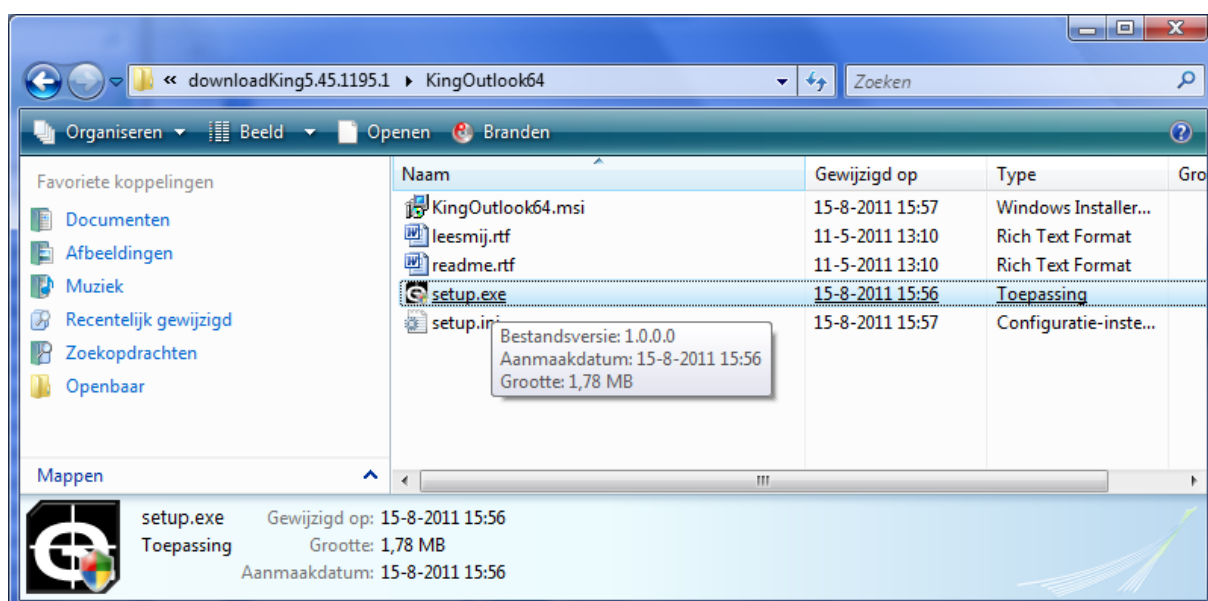 « downloadKing5.45.1195.1 ▸ KingOutlook64 Zoeken
Organiseren Beeld Openen Branden
Favoriete koppelingen
Documenten
Afbeeldingen
Muziek
Recentelijk gewijzigd
Zoekopdrachten
Openbaar
Mappen
Naam Gewijzigd op Type Gro
KingOutlook64.msi 15-8-2011 15:57 Windows Installer...
leesmij.rtf 11-5-2011 13:10 Rich Text Format
readme.rtf 11-5-2011 13:10 Rich Text Format
setup.exe 15-8-2011 15:56 Toepassing
setup.ini 15-8-2011 15:57 Configuratie-inste...
Bestandsversie: 1.0.0.0
Aanmaakdatum: 15-8-2011 15:56
Grootte: 1,78 MB
setup.exe Gewijzigd op: 15-8-2011 15:56
Toepassing Grootte: 1,78 MB
Aanmaakdatum: 15-8-2011 15:56